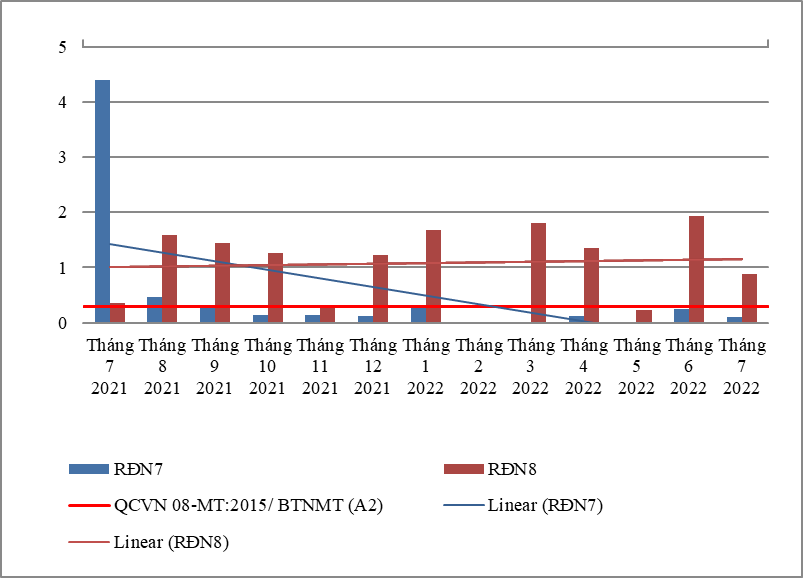 5
4
3
2
1
0
Tháng Tháng Tháng Tháng Tháng Tháng Tháng Tháng Tháng Tháng Tháng Tháng Tháng
7 8 9 10 11 12 1 2 3 4 5 6 7
2021 2021 2021 2021 2021 2021 2022 2022 2022 2022 2022 2022 2022
RĐN7 RĐN8
QCVN 08-MT:2015/ BTNMT (A2) Linear (RĐN7)
Linear (RĐN8)